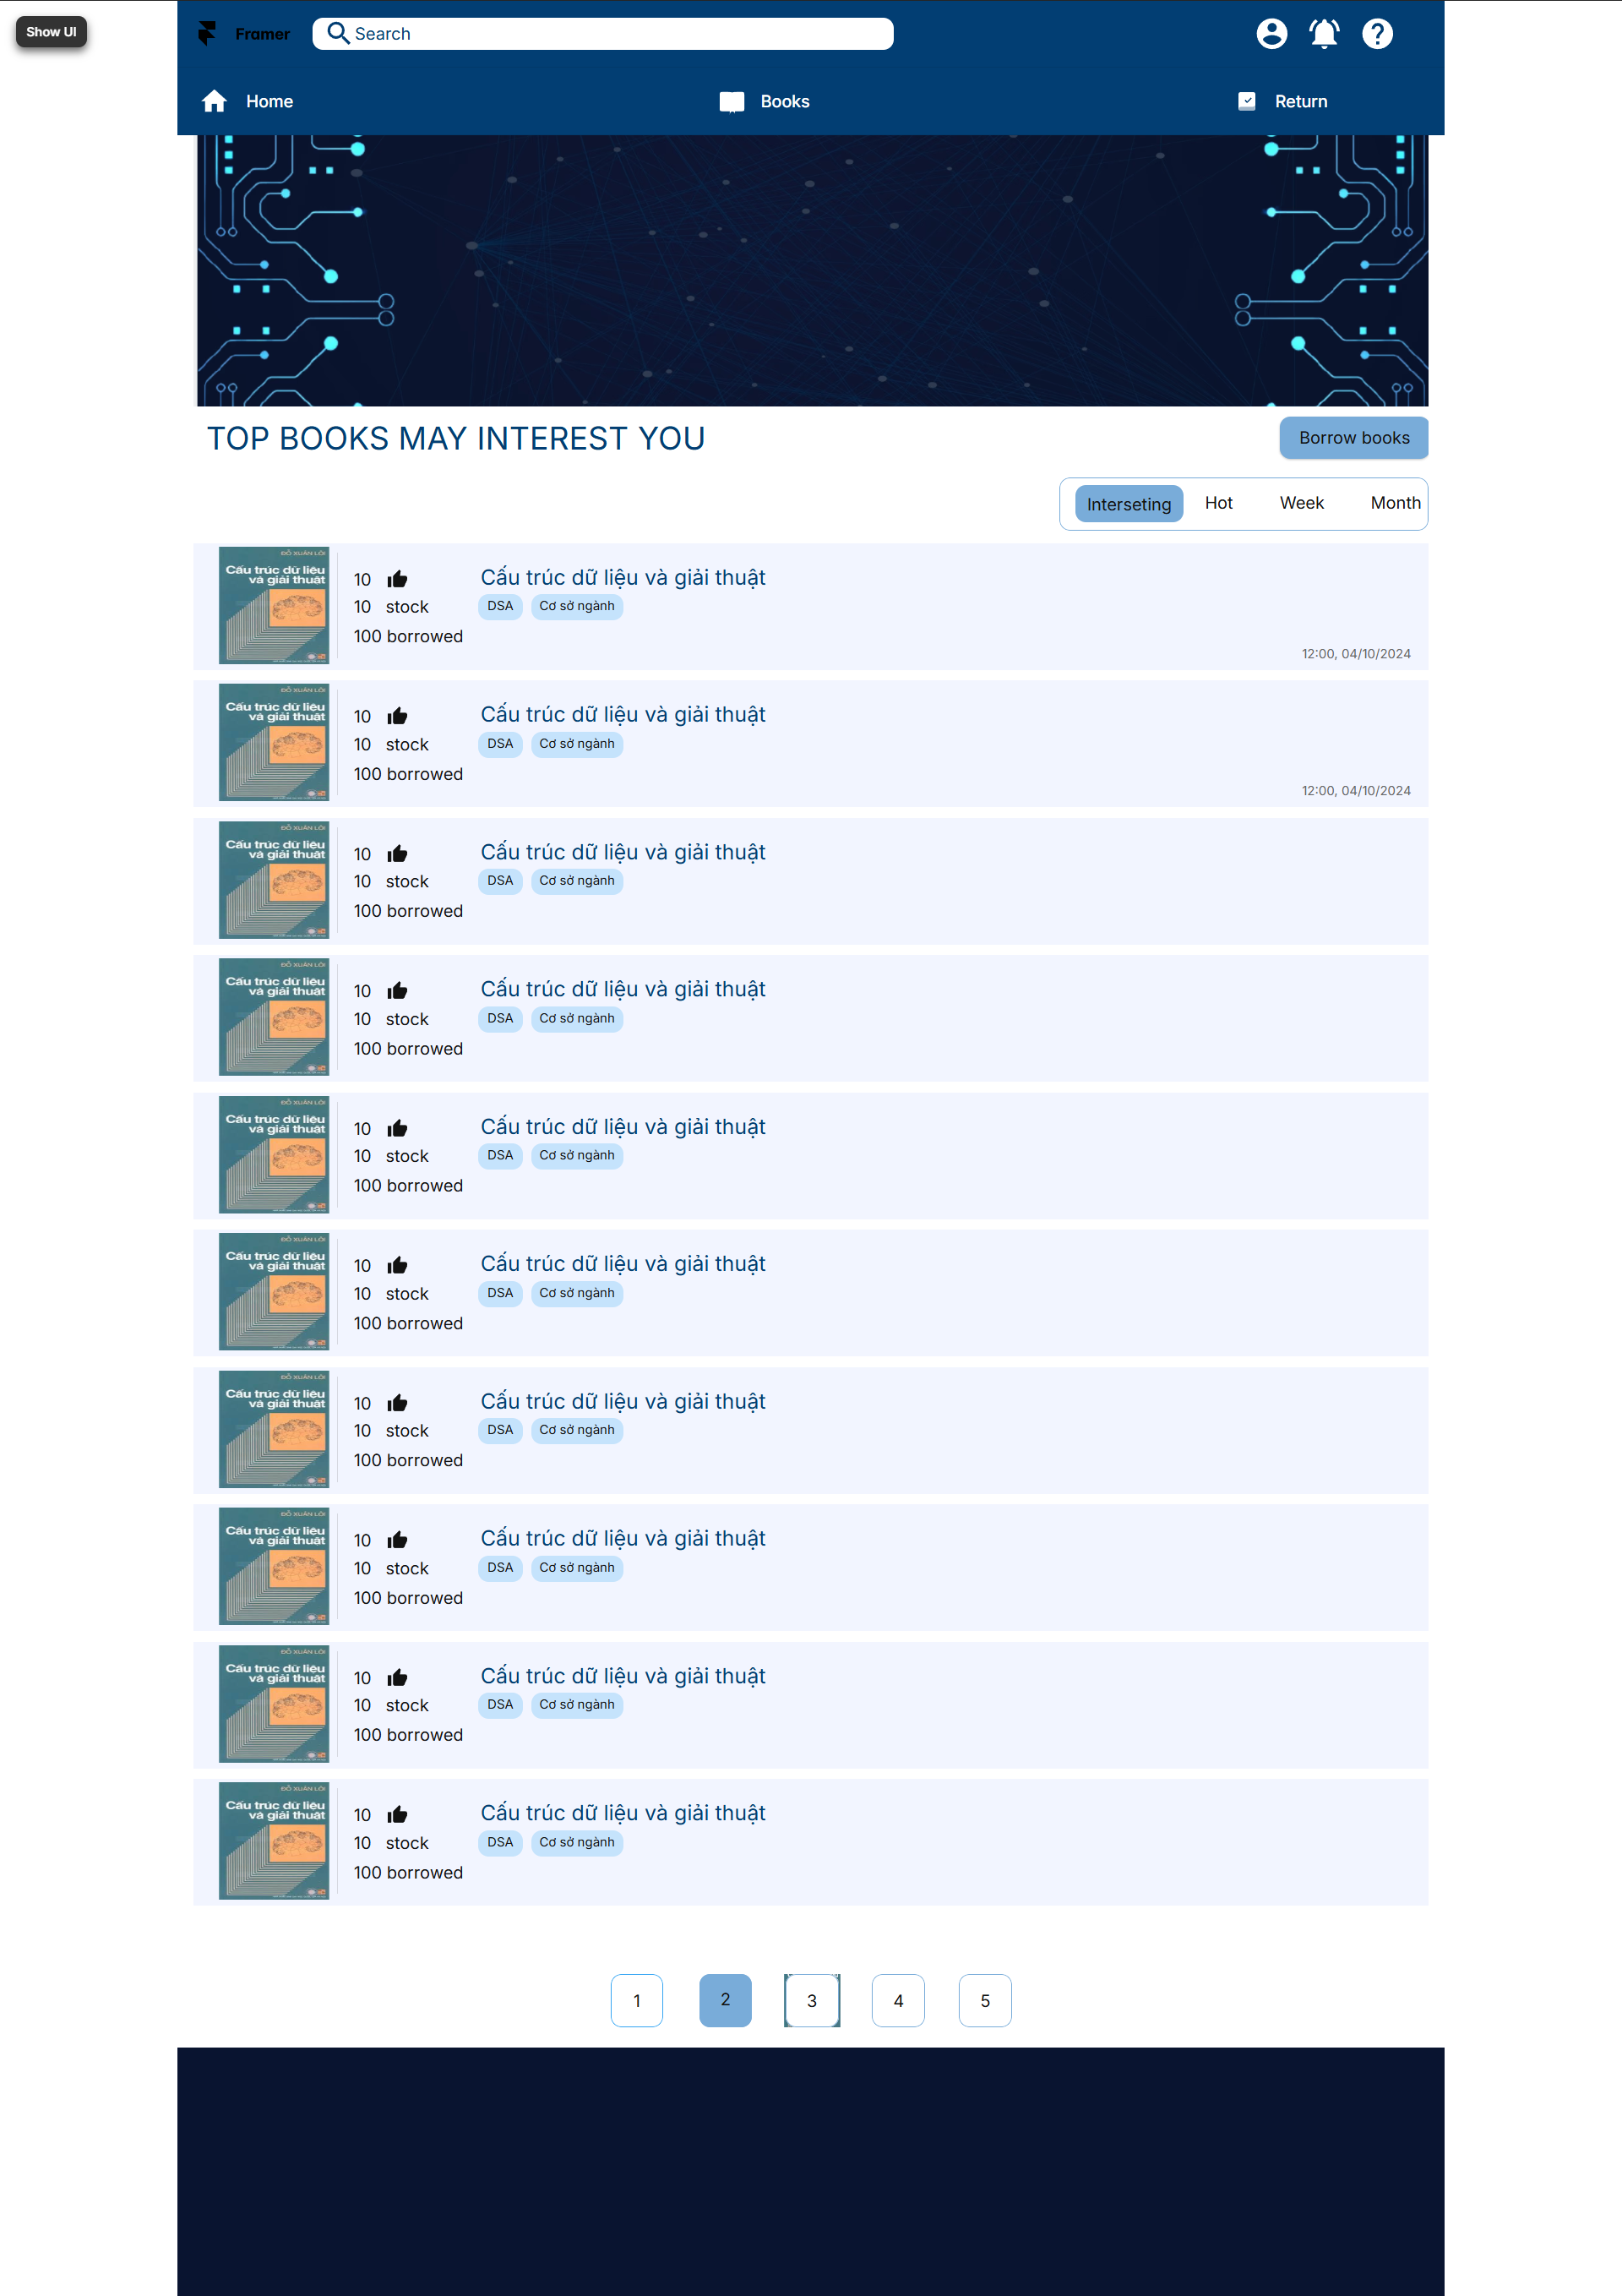 Show UI
Framer
Search
Home
Books
Return
TOP BOOKS MAY INTEREST YOU
Borrow books
Interseting
Hot
Week
Month
ĐỖ XUÂN LÔI
Cấu trúc dữ liệu
và giải thuật
10
10 stock
100 borrowed
Cấu trúc dữ liệu và giải thuật
DSA
Cơ sở ngành
12:00, 04/10/2024
ĐỖ XUÂN LÔI
Cấu trúc dữ liệu
và giải thuật
10
10 stock
100 borrowed
Cấu trúc dữ liệu và giải thuật
DSA
Cơ sở ngành
12:00, 04/10/2024
ĐỖ XUÂN LÔI
Cấu trúc dữ liệu
và giải thuật
10
10 stock
100 borrowed
Cấu trúc dữ liệu và giải thuật
DSA
Cơ sở ngành
ĐỖ XUÂN LÔI
Cấu trúc dữ liệu
và giải thuật
10
10 stock
100 borrowed
Cấu trúc dữ liệu và giải thuật
DSA
Cơ sở ngành
ĐỖ XUÂN LÔI
Cấu trúc dữ liệu
và giải thuật
10
10 stock
100 borrowed
Cấu trúc dữ liệu và giải thuật
DSA
Cơ sở ngành
ĐỖ XUÂN LÔI
Cấu trúc dữ liệu
và giải thuật
10
10 stock
100 borrowed
Cấu trúc dữ liệu và giải thuật
DSA
Cơ sở ngành
ĐỖ XUÂN LÔI
Cấu trúc dữ liệu
và giải thuật
10
10 stock
100 borrowed
Cấu trúc dữ liệu và giải thuật
DSA
Cơ sở ngành
ĐỖ XUÂN LÔI
Cấu trúc dữ liệu
và giải thuật
10
10 stock
100 borrowed
Cấu trúc dữ liệu và giải thuật
DSA
Cơ sở ngành
ĐỖ XUÂN LÔI
Cấu trúc dữ liệu
và giải thuật
10
10 stock
100 borrowed
Cấu trúc dữ liệu và giải thuật
DSA
Cơ sở ngành
ĐỖ XUÂN LÔI
Cấu trúc dữ liệu
và giải thuật
10
10 stock
100 borrowed
Cấu trúc dữ liệu và giải thuật
DSA
Cơ sở ngành
1
2
3
4
5